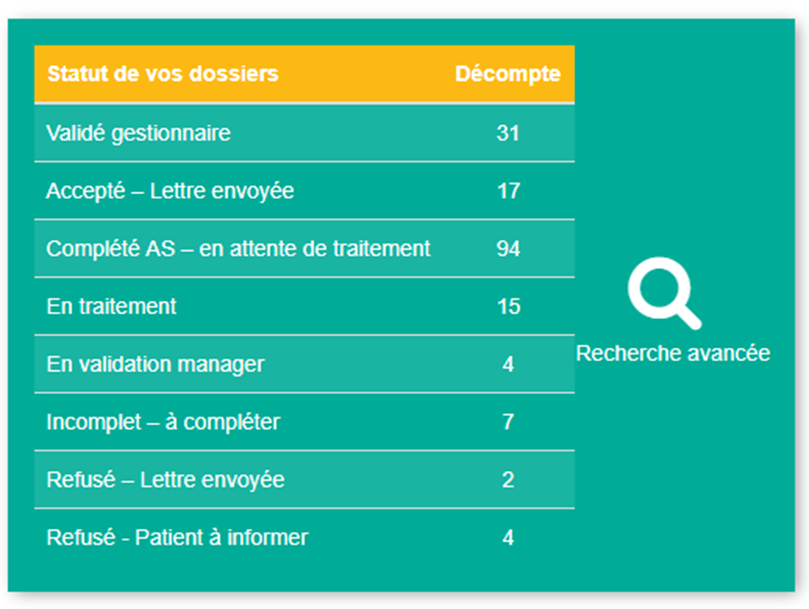 Statut de vos dossiers Décompte
Validé gestionnaire 31
Accepté – Lettre envoyée 17
Complété AS – en attente de traitement 94
En traitement 15
En validation manager 4
Incomplet – à compléter 7
Refusé – Lettre envoyée 2
Refusé - Patient à informer 4
Recherche avancée